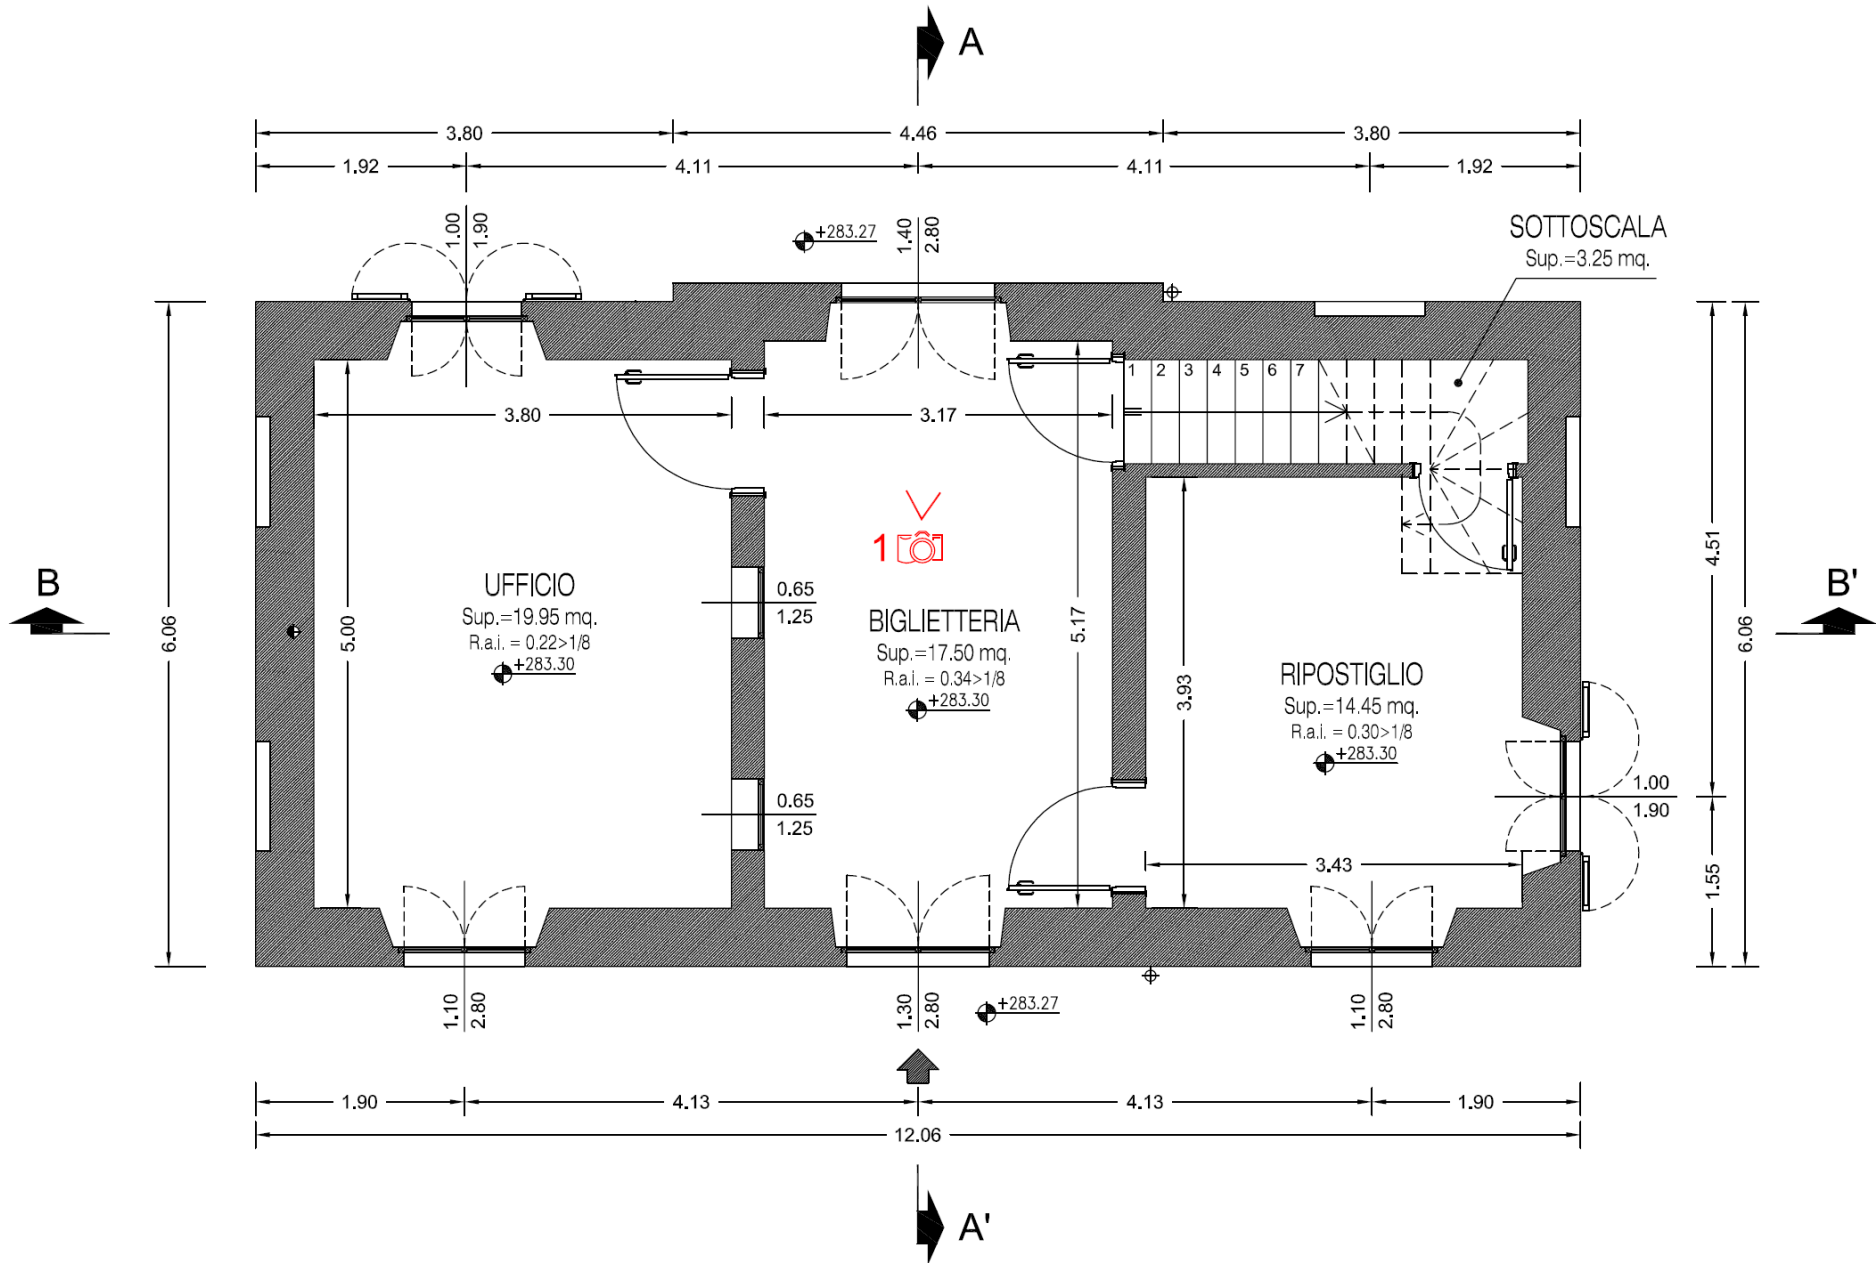 A
3.80
4.46
3.80
1.92
4.11
4.11
1.92
1.00
1.90
+283.27
1.40
2.80
SOTTOSCALA
Sup.=3.25 mq.
1 2 3 4 5 6 7
3.80
3.17
1
B
6.06
5.00
UFFICIO
Sup.=19.95 mq.
R.a.i. = 0.22>1/8
+283.30
0.65
1.25
BIGLIETTERIA
Sup.=17.50 mq.
R.a.i. = 0.34>1/8
+283.30
5.17
3.93
RIPOSTIGLIO
Sup.=14.45 mq.
R.a.i. = 0.30>1/8
+283.30
4.51
6.06
B'
0.65
1.25
1.00
1.90
3.43
1.55
1.10
2.80
1.30
2.80
+283.27
1.10
2.80
1.90
4.13
4.13
1.90
12.06
A'